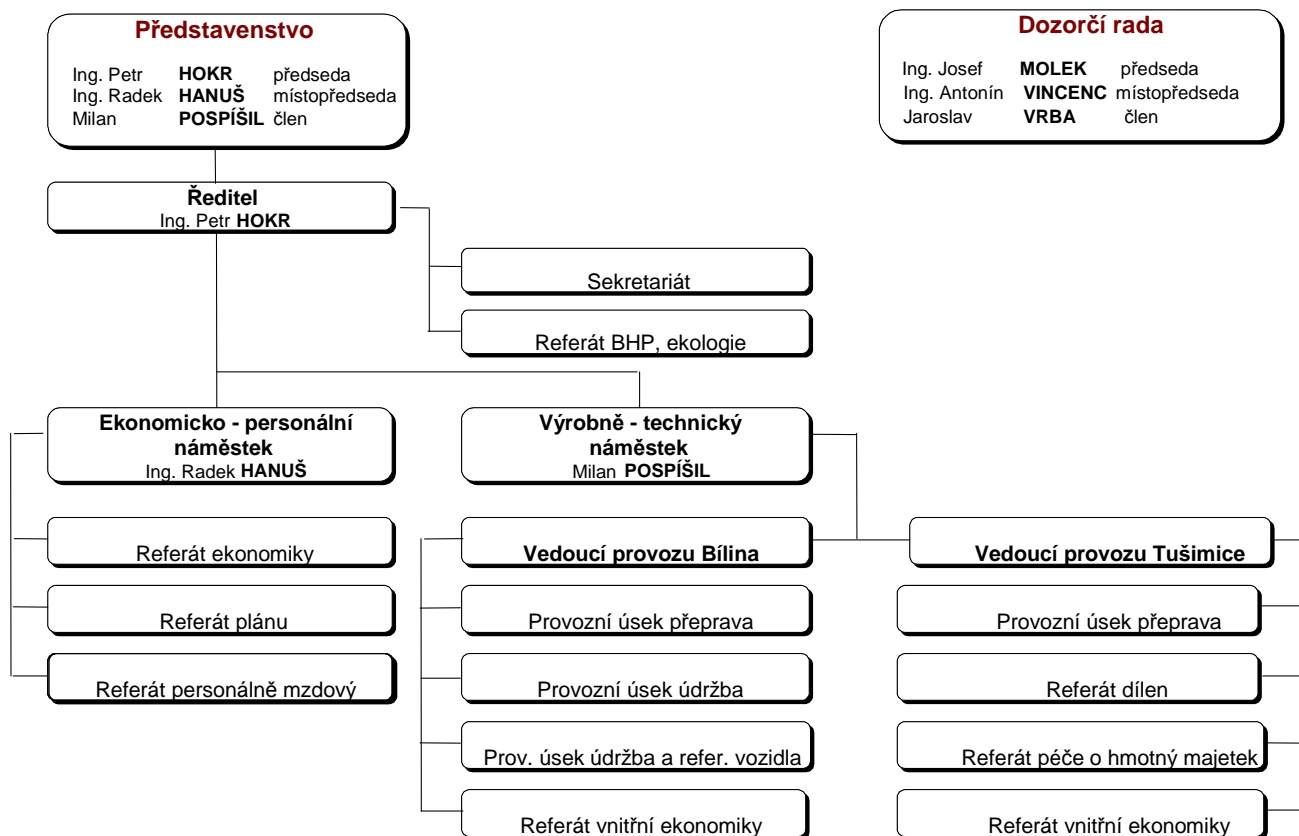 Představenstvo
Ing. Petr HOKR předseda
Ing. Radek HANUŠ místopředseda
Milan POSPÍŠIL člen
Dozorčí rada
Ing. Josef MOLEK předseda
Ing. Antonín VINCENC místopředseda
Jaroslav VRBA člen
Ředitel
Ing. Petr HOKR
Sekretariát
Referát BHP, ekologie
Ekonomicko - personální
náměstek
Ing. Radek HANUŠ
Výrobně - technický
náměstek
Milan POSPÍŠIL
Referát ekonomiky
Referát plánu
Referát personálně mzdový
Vedoucí provozu Bílina
Provozní úsek přeprava
Provozní úsek údržba
Prov. úsek údržba a refer. vozidla
Referát vnitřní ekonomiky
Vedoucí provozu Tušimice
Provozní úsek přeprava
Referát dílen
Referát péče o hmotný majetek
Referát vnitřní ekonomiky